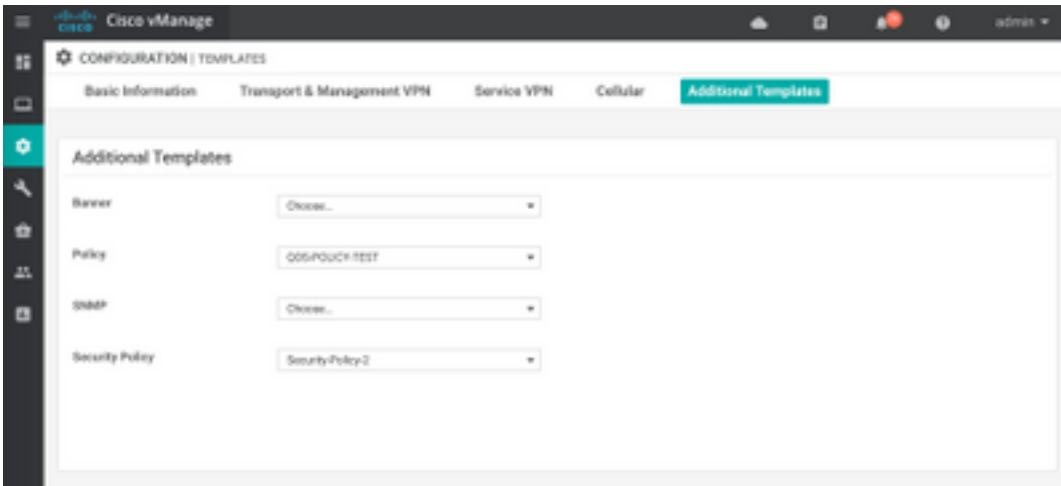 CISCO Cisco vManage admin
CONFIGURATION | TEMPLATES
Basic Information Transport & Management VPN Service VPN Cellular Additional Templates
Additional Templates
Banner Choose...
Policy QOS-POLICY-TEST
SNMP Choose...
Security Policy Security-Policy-2